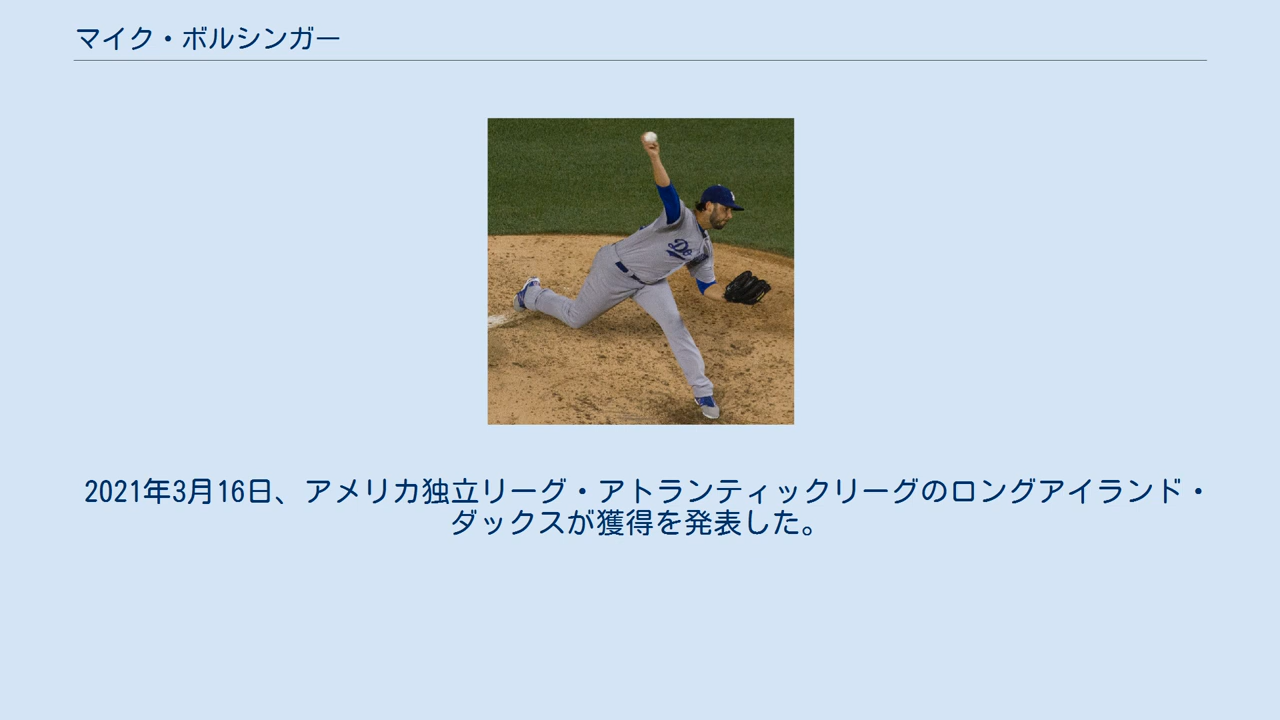 マイク・ボルシンガー
2021年3月16日、アメリカ独立リーグ・アトランティックリーグのロングアイランド・
ダックスが獲得を発表した。